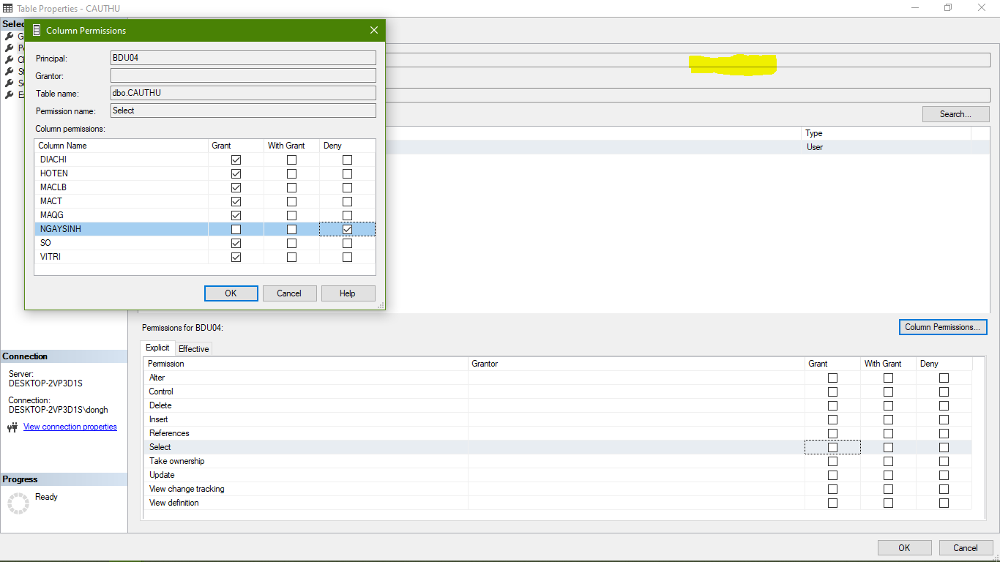 Table Properties - CAUTHU
Selec
G
P
C
St
Se
Ex
Column Permissions
Principal: BDU04
Grantor:
Table name: dbo.CAUTHU
Permission name: Select
Column permissions:
Column Name Grant With Grant Deny
DIACHI
HOTEN
MACLB
MACT
MAQG
NGAYSINH
SO
VITRI
OK Cancel Help
Search...
Type
User
Permissions for BDU04:
Column Permissions...
Explicit Effective
Permission Grantor Grant With Grant Deny
Alter
Control
Delete
Insert
References
Select
Take ownership
Update
View change tracking
View definition
Connection
Server:
DESKTOP-2VP3D1S
Connection:
DESKTOP-2VP3D1S\dongh
View connection properties
Progress
Ready
OK Cancel